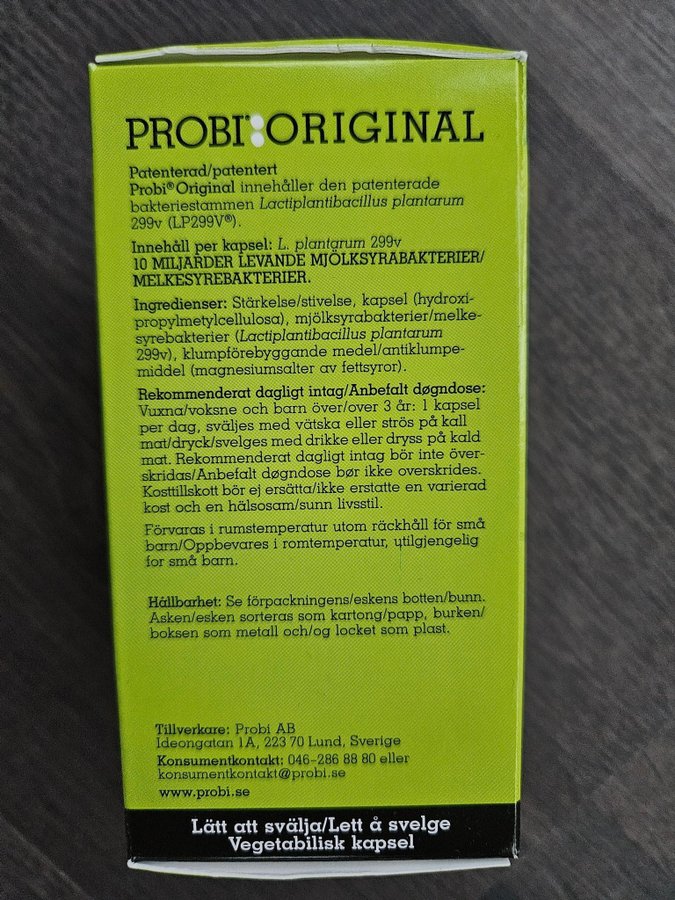 PROBI®:ORIGINAL
Patenterad/patentert
Probi®Original innehåller den patenterade
bakteriestammen Lactiplantibacillus plantarum
299v (LP299V®).
Innehåll per kapsel: L. plantarum 299v
10 MILJARDER LEVANDE MJÖLKSYRABAKTERIER/
MELKESYREBAKTERIER.
Ingredienser: Stärkelse/stivelse, kapsel (hydroxi-
propylmetylcellulosa), mjölksyrabakterier/melke-
syrebakterier (Lactiplantibacillus plantarum
299v), klumpförebyggande medel/antiklumpe-
middel (magnesiumsalter av fettsyror).
Rekommenderat dagligt intag/Anbefalt døgndose:
Vuxna/voksne och barn över/over 3 år: 1 kapsel
per dag, sväljes med vätska eller strös på kall
mat/dryck/svelges med drikke eller dryss på kald
mat. Rekommenderat dagligt intag bör inte över-
skridas/Anbefalt døgndose bør ikke overskrides.
Kosttillskott bör ej ersätta/ikke erstatte en varierad
kost och en hälsosam/sunn livsstil.
Förvaras i rumstemperatur utom räckhåll för små
barn/Oppbevares i romtemperatur, utilgjengelig
for små barn.
Hållbarhet: Se förpackningens/eskens botten/bunn.
Asken/esken sorteras som kartong/papp, burken/
boksen som metall och/og locket som plast.
Tillverkare: Probi AB
Ideongatan 1A, 223 70 Lund, Sverige
Konsumentkontakt: 046-286 88 80 eller
konsumentkontakt@probi.se
www.probi.se
Lätt att svälja/Lett å svelge
Vegetabilisk kapsel